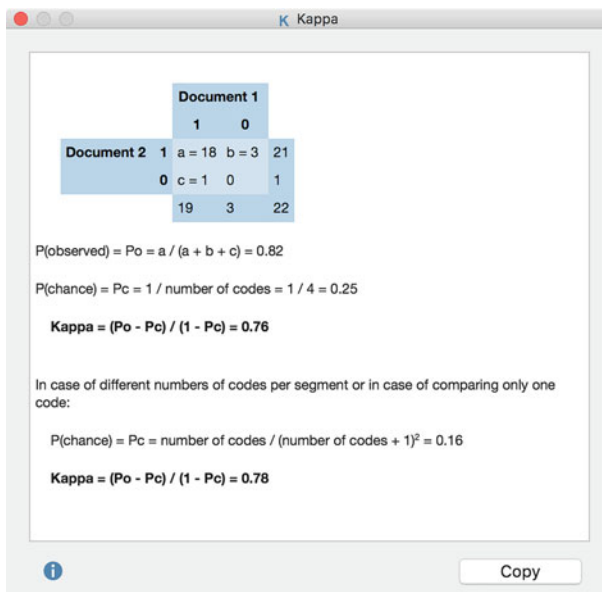 K Kappa
Document 1
1 0
Document 2 1 a = 18 b = 3 21
0 c = 1 0 1
19 3 22
P(observed) = Po = a / (a + b + c) = 0.82
P(chance) = Pc = 1 / number of codes = 1 / 4 = 0.25
Kappa = (Po - Pc) / (1 - Pc) = 0.76
In case of different numbers of codes per segment or in case of comparing only one
code:
P(chance) = Pc = number of codes / (number of codes + 1)² = 0.16
Kappa = (Po - Pc) / (1 - Pc) = 0.78
i
Copy